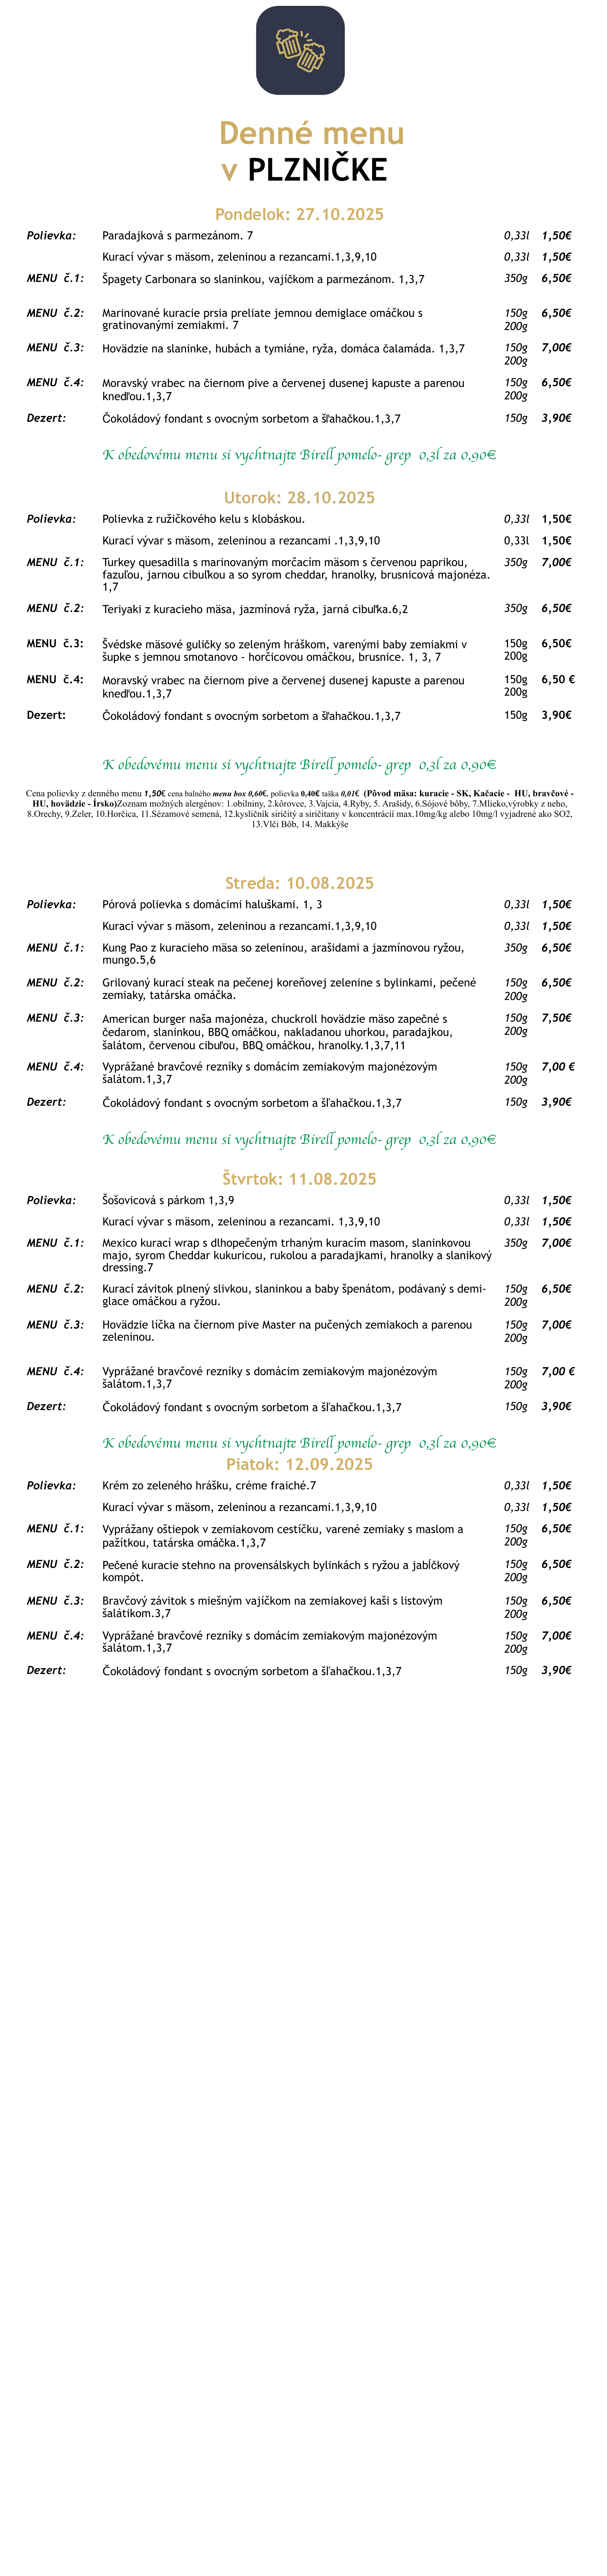 Denné menu
v PLZNIČKE
Pondelok: 27.10.2025
Polievka: Paradajková s parmezánom. 7 0,33l 1,50€
Kurací vývar s mäsom, zeleninou a rezancami.1,3,9,10 0,33l 1,50€
MENU č.1: Špagety Carbonara so slaninkou, vajíčkom a parmezánom. 1,3,7 350g 6,50€
MENU č.2: Marinované kuracie prsia preliate jemnou demiglace omáčkou s 150g 6,50€
gratinovanými zemiakmi. 7 200g
MENU č.3: Hovädzie na slaninke, hubách a tymiáne, ryža, domáca čalamáda. 1,3,7 150g 7,00€
200g
MENU č.4: Moravský vrabec na čiernom pive a červenej dusenej kapuste a parenou 150g 6,50€
knedľou.1,3,7 200g
Dezert: Čokoládový fondant s ovocným sorbetom a šľahačkou.1,3,7 150g 3,90€
K obedovému menu si vychtnajte Birell pomelo- grep 0,3l za 0,90€
Utorok: 28.10.2025
Polievka: Polievka z ružičkového kelu s klobáskou. 0,33l 1,50€
Kurací vývar s mäsom, zeleninou a rezancami .1,3,9,10 0,33l 1,50€
MENU č.1: Turkey quesadilla s marinovaným morčacím mäsom s červenou paprikou, 350g 7,00€
fazuľou, jarnou cibuľkou a so syrom cheddar, hranolky, brusnicová majonéza.
1,7
MENU č.2: Teriyaki z kuracieho mäsa, jazmínová ryža, jarná cibuľka.6,2 350g 6,50€
MENU č.3: Švédske mäsové guličky so zeleným hráškom, varenými baby zemiakmi v 150g 6,50€
šupke s jemnou smotanovo - horčicovou omáčkou, brusnice. 1, 3, 7 200g
MENU č.4: Moravský vrabec na čiernom pive a červenej dusenej kapuste a parenou 150g 6,50 €
knedľou.1,3,7 200g
Dezert: Čokoládový fondant s ovocným sorbetom a šľahačkou.1,3,7 150g 3,90€
K obedovému menu si vychtnajte Birell pomelo- grep 0,3l za 0,90€
Cena polievky z denného menu 1,50€ cena balného menu box 0,60€, polievka 0,40€ taška 0,01€ (Pôvod mäsa: kuracie - SK, Kačacie - HU, bravčové -
HU, hovädzie - Írsko)Zoznam možných alergénov: 1.obilniny, 2.kôrovce, 3.Vajcia, 4.Ryby, 5. Arašidy, 6.Sójové bôby, 7.Mlieko,výrobky z neho,
8.Orechy, 9.Zeler, 10.Horčica, 11.Sézamové semená, 12.kysličník siričitý a siričitany v koncentrácii max.10mg/kg alebo 10mg/l vyjadrené ako SO2,
13.Vlčí Bôb, 14. Makkýše
Streda: 10.08.2025
Polievka: Pórová polievka s domácimi haluškami. 1, 3 0,33l 1,50€
Kurací vývar s mäsom, zeleninou a rezancami.1,3,9,10 0,33l 1,50€
MENU č.1: Kung Pao z kuracieho mäsa so zeleninou, arašidami a jazmínovou ryžou, 350g 6,50€
mungo.5,6
MENU č.2: Grilovaný kurací steak na pečenej koreňovej zelenine s bylinkami, pečené 150g 6,50€
zemiaky, tatárska omáčka. 200g
MENU č.3: American burger naša majonéza, chuckroll hovädzie mäso zapečné s 150g 7,50€
čedarom, slaninkou, BBQ omáčkou, nakladanou uhorkou, paradajkou, 200g
šalátom, červenou cibuľou, BBQ omáčkou, hranolky.1,3,7,11
MENU č.4: Vyprážané bravčové rezníky s domácim zemiakovým majonézovým 150g 7,00 €
šalátom.1,3,7 200g
Dezert: Čokoládový fondant s ovocným sorbetom a šľahačkou.1,3,7 150g 3,90€
K obedovému menu si vychtnajte Birell pomelo- grep 0,3l za 0,90€
Štvrtok: 11.08.2025
Polievka: Šošovicová s párkom 1,3,9 0,33l 1,50€
Kurací vývar s mäsom, zeleninou a rezancami. 1,3,9,10 0,33l 1,50€
MENU č.1: Mexico kurací wrap s dlhopečeným trhaným kuracím masom, slaninkovou 350g 7,00€
majo, syrom Cheddar kukuricou, rukolou a paradajkami, hranolky a slanikový
dressing.7
MENU č.2: Kurací závitok plnený slivkou, slaninkou a baby špenátom, podávaný s demi- 150g 6,50€
glace omáčkou a ryžou. 200g
MENU č.3: Hovädzie líčka na čiernom pive Master na pučených zemiakoch a parenou 150g 7,00€
zeleninou. 200g
MENU č.4: Vyprážané bravčové rezníky s domácim zemiakovým majonézovým 150g 7,00 €
šalátom.1,3,7 200g
Dezert: Čokoládový fondant s ovocným sorbetom a šľahačkou.1,3,7 150g 3,90€
K obedovému menu si vychtnajte Birell pomelo- grep 0,3l za 0,90€
Piatok: 12.09.2025
Polievka: Krém zo zeleného hrášku, créme fraiché.7 0,33l 1,50€
Kurací vývar s mäsom, zeleninou a rezancami.1,3,9,10 0,33l 1,50€
MENU č.1: Vyprážany oštiepok v zemiakovom cestíčku, varené zemiaky s maslom a 150g 6,50€
pažítkou, tatárska omáčka.1,3,7 200g
MENU č.2: Pečené kuracie stehno na provensálskych bylinkách s ryžou a jabĺčkový 150g 6,50€
kompót. 200g
MENU č.3: Bravčový závitok s miešným vajíčkom na zemiakovej kaši s listovým 150g 6,50€
šalátikom.3,7 200g
MENU č.4: Vyprážané bravčové rezníky s domácim zemiakovým majonézovým 150g 7,00€
šalátom.1,3,7 200g
Dezert: Čokoládový fondant s ovocným sorbetom a šľahačkou.1,3,7 150g 3,90€